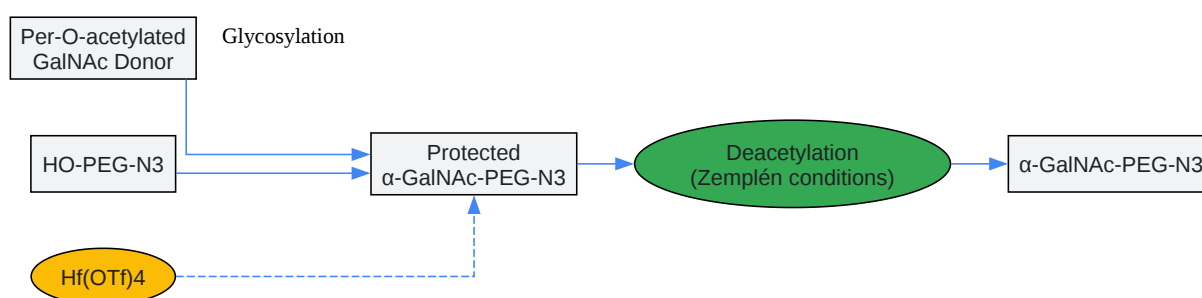 Per-O-acetylated
GalNAc Donor
Glycosylation
HO-PEG-N3
Protected
α-GalNAc-PEG-N3
Deacetylation
(Zemplén conditions)
α-GalNAc-PEG-N3
Hf(OTf)4